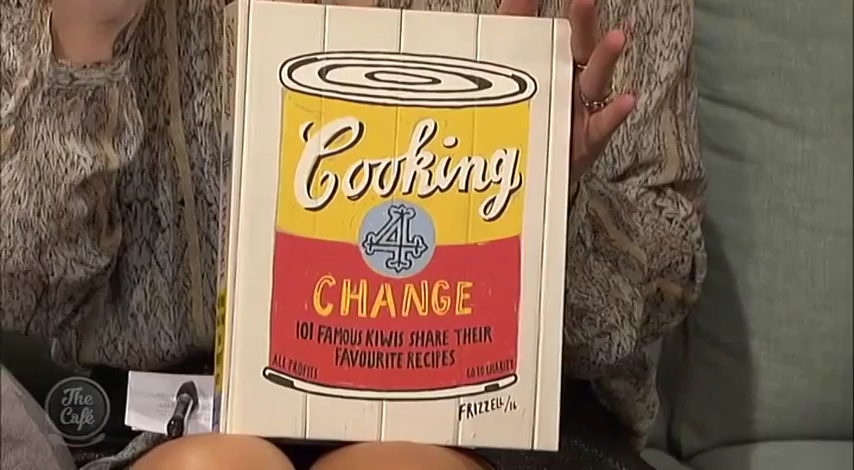 Cooking
4
CHANGE
101 FAMOUS KIWIS SHARE THEIR
FAVOURITE RECIPES
ALL PROFITS GO TO CHARITY
FRIZZELL/16
The
Café